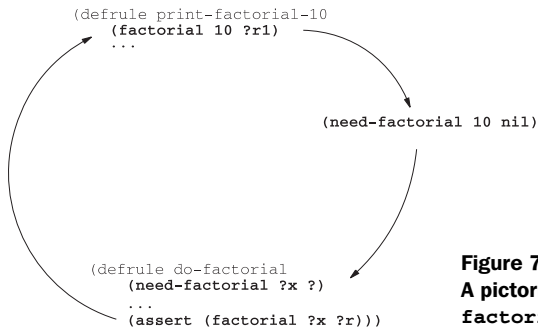 (defrule print-factorial-10
(factorial 10 ?r1)
...
(need-factorial 10 nil)
(defrule do-factorial
(need-factorial ?x ?)
...
(assert (factorial ?x ?r)))
Figure 7
A pictor
factori